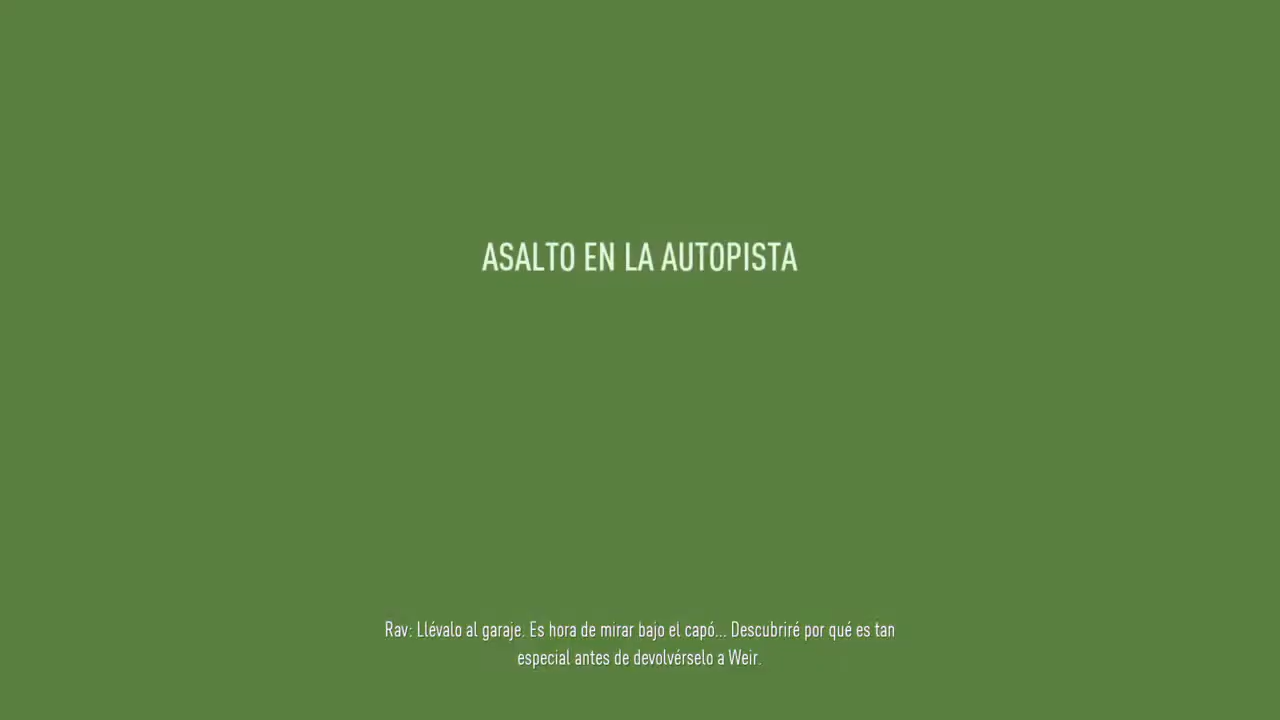 ASALTO EN LA AUTOPISTA
Rav: Llévalo al garaje. Es hora de mirar bajo el capó... Descubriré por qué es tan
especial antes de devolvérselo a Weir.